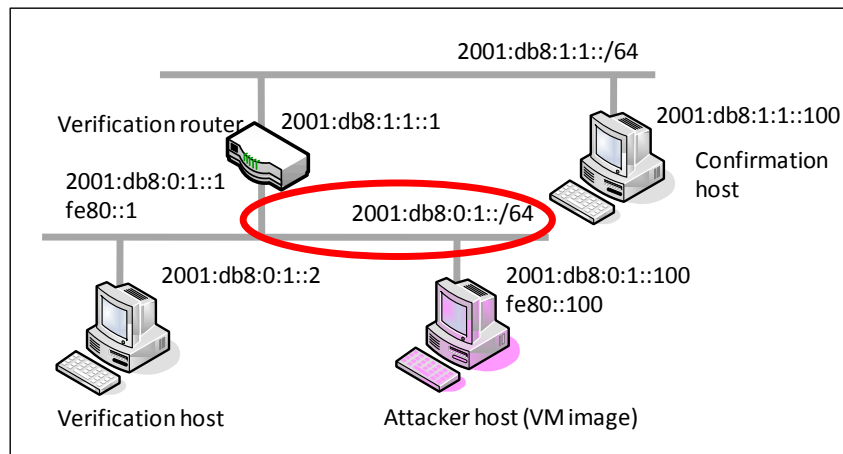 2001:db8:1:1::/64
Verification router
2001:db8:1:1::1
2001:db8:1:1::100
Confirmation
host
2001:db8:0:1::1
fe80::1
2001:db8:0:1::/64
2001:db8:0:1::2
2001:db8:0:1::100
fe80::100
Verification host
Attacker host (VM image)